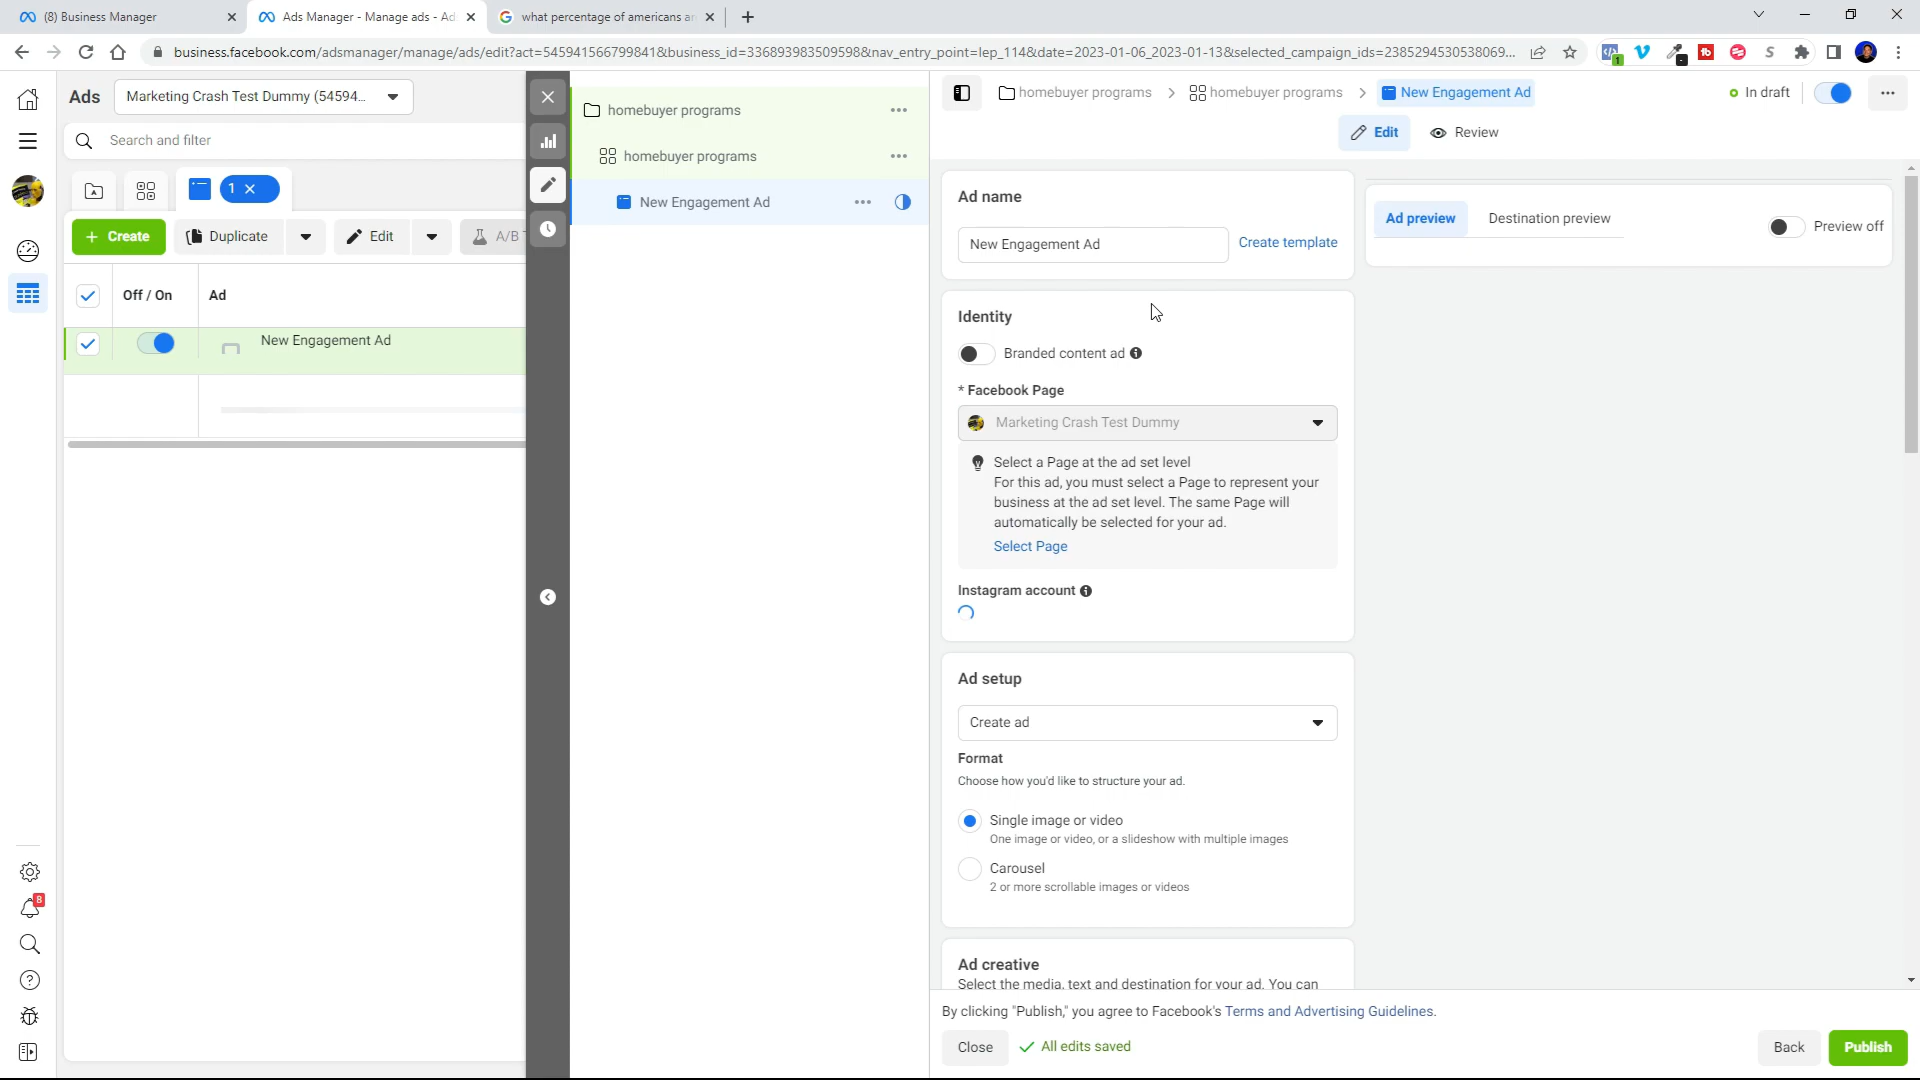 (8) Business Manager
Ads Manager - Manage ads - Ad
what percentage of americans ar
business.facebook.com/adsmanager/manage/ads/edit?act=545941566799841&business_id=336893983509598&nav_entry_point=lep_114&date=2023-01-06_2023-01-13&selected_campaign_ids=2385294530538069...
1
Ads
Marketing Crash Test Dummy (54594...
Search and filter
1
+ Create
Duplicate
Edit
A/B T
Off / On
Ad
New Engagement Ad
8
homebuyer programs
homebuyer programs
New Engagement Ad
homebuyer programs
homebuyer programs
New Engagement Ad
In draft
Edit
Review
Ad name
New Engagement Ad
Create template
Identity
Branded content ad
* Facebook Page
Marketing Crash Test Dummy
Select a Page at the ad set level
For this ad, you must select a Page to represent your
business at the ad set level. The same Page will
automatically be selected for your ad.
Select Page
Instagram account
Ad setup
Create ad
Format
Choose how you'd like to structure your ad.
Single image or video
One image or video, or a slideshow with multiple images
Carousel
2 or more scrollable images or videos
Ad creative
Select the media, text and destination for your ad. You can
Ad preview
Destination preview
Preview off
By clicking "Publish," you agree to Facebook's Terms and Advertising Guidelines.
Close
All edits saved
Back
Publish